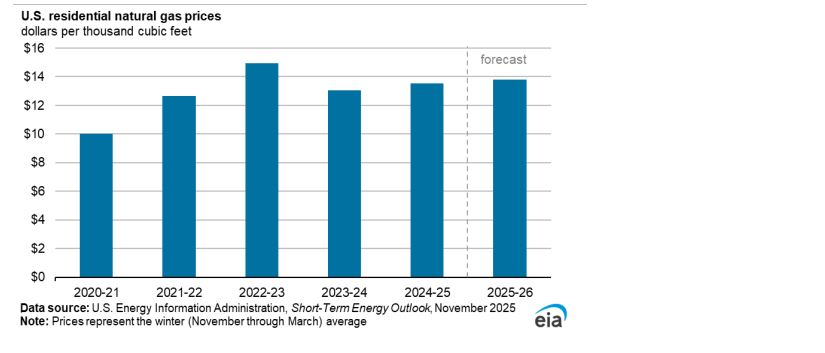 U.S. residential natural gas prices
dollars per thousand cubic feet
$16
forecast
$14
$12
$10
$8
$6
$4
$2
$0
2020-21 2021-22 2022-23 2023-24 2024-25 2025-26
Data source: U.S. Energy Information Administration, Short-Term Energy Outlook, November 2025
Note: Prices represent the winter (November through March) average
eia